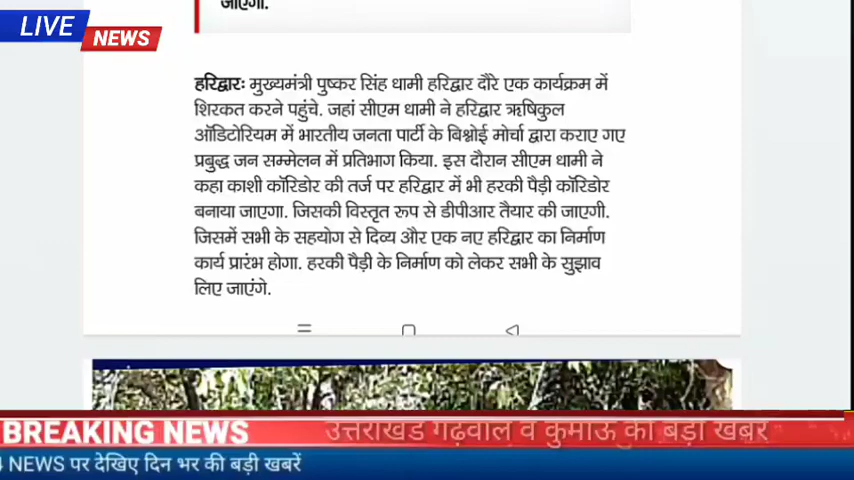 जाएगा.
LIVE
NEWS
हरिद्वारः मुख्यमंत्री पुष्कर सिंह धामी हरिद्वार दौरे एक कार्यक्रम में
शिरकत करने पहुंचे. जहां सीएम धामी ने हरिद्वार ऋषिकुल
ऑडिटोरियम में भारतीय जनता पार्टी के बिश्नोई मोर्चा द्वारा कराए गए
प्रबुद्ध जन सम्मेलन में प्रतिभाग किया. इस दौरान सीएम धामी ने
कहा काशी कॉरिडोर की तर्ज पर हरिद्वार में भी हरकी पैड़ी कॉरिडोर
बनाया जाएगा. जिसकी विस्तृत रूप से डीपीआर तैयार की जाएगी.
जिसमें सभी के सहयोग से दिव्य और एक नए हरिद्वार का निर्माण
कार्य प्रारंभ होगा. हरकी पैड़ी के निर्माण को लेकर सभी के सुझाव
लिए जाएंगे.
BREAKING NEWS
उत्तराखंड गढ़वाल व कुमाऊं की बड़ी खबर
NEWS पर देखिए दिन भर की बड़ी खबरें